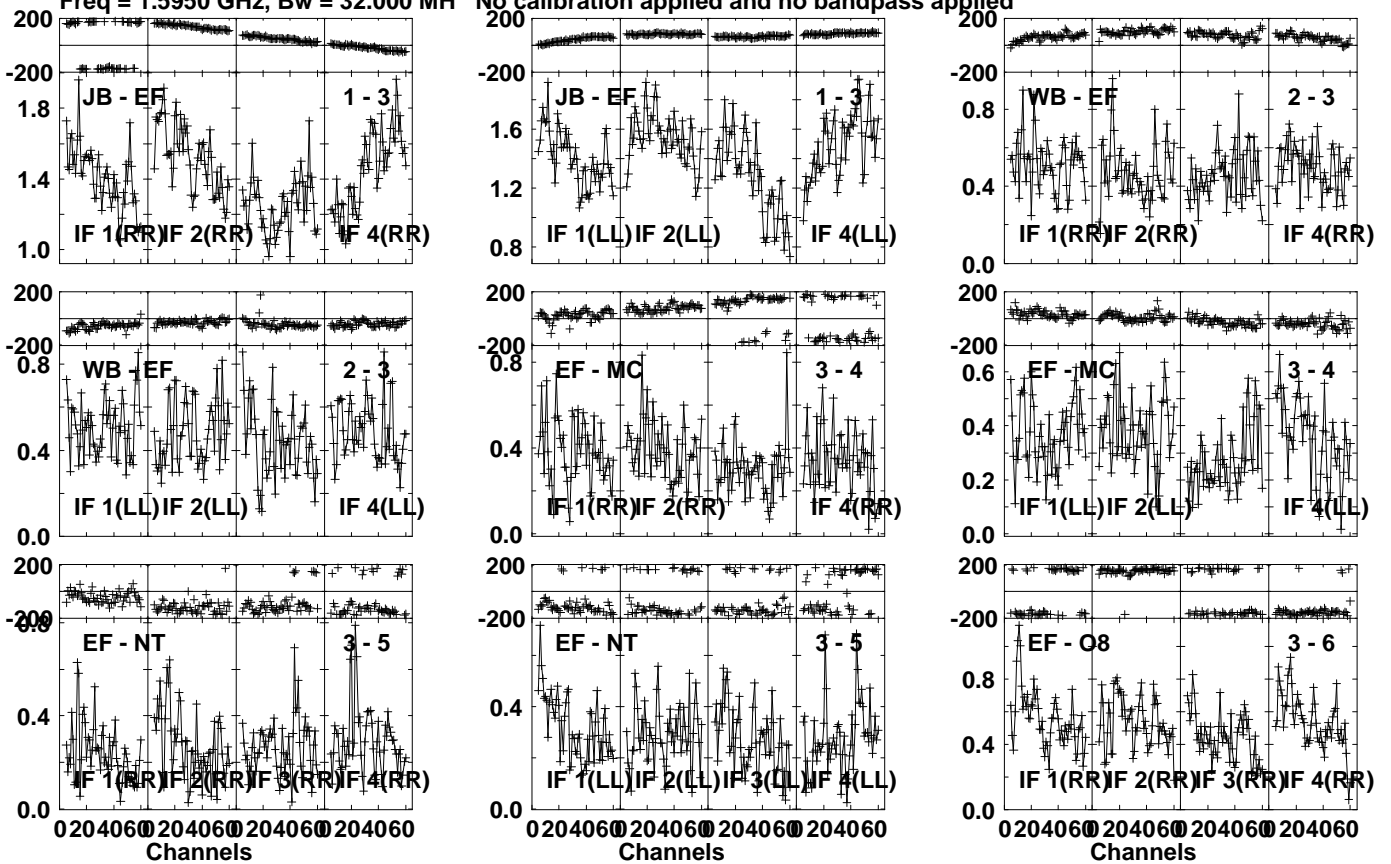 Freq = 1.5950 GHz, Bw = 32.000 MH No calibration applied and no bandpass applied
200
-200
1.8
1.4
1.0
JB - EF 1 - 3
IF 1(RR) IF 2(RR) IF 4(RR)
200
-200
1.6
1.2
0.8
JB - EF 1 - 3
IF 1(LL) IF 2(LL) IF 4(LL)
200
-200
0.8
0.4
0.0
WB - EF 2 - 3
IF 1(RR) IF 2(RR) IF 4(RR)
200
-200
0.8
0.4
0.0
WB - EF 2 - 3
IF 1(LL) IF 2(LL) IF 4(LL)
200
-200
0.8
0.4
0.0
EF - MC 3 - 4
IF 1(RR) IF 2(RR) IF 4(RR)
200
-200
0.6
0.4
0.2
0.0
EF - MC 3 - 4
IF 1(LL) IF 2(LL) IF 4(LL)
200
-200
0.8
0.4
0.0
EF - NT 3 - 5
IF 1(RR) IF 2(RR) IF 3(RR) IF 4(RR)
0 20 40 60 0 20 40 60 0 20 40 60 0 20 40 60
Channels
200
-200
0.4
0.0
EF - NT 3 - 5
IF 1(LL) IF 2(LL) IF 3(LL) IF 4(LL)
0 20 40 60 0 20 40 60 0 20 40 60 0 20 40 60
Channels
200
-200
0.8
0.4
0.0
EF - O8 3 - 6
IF 1(RR) IF 2(RR) IF 3(RR) IF 4(RR)
0 20 40 60 0 20 40 60 0 20 40 60 0 20 40 60
Channels